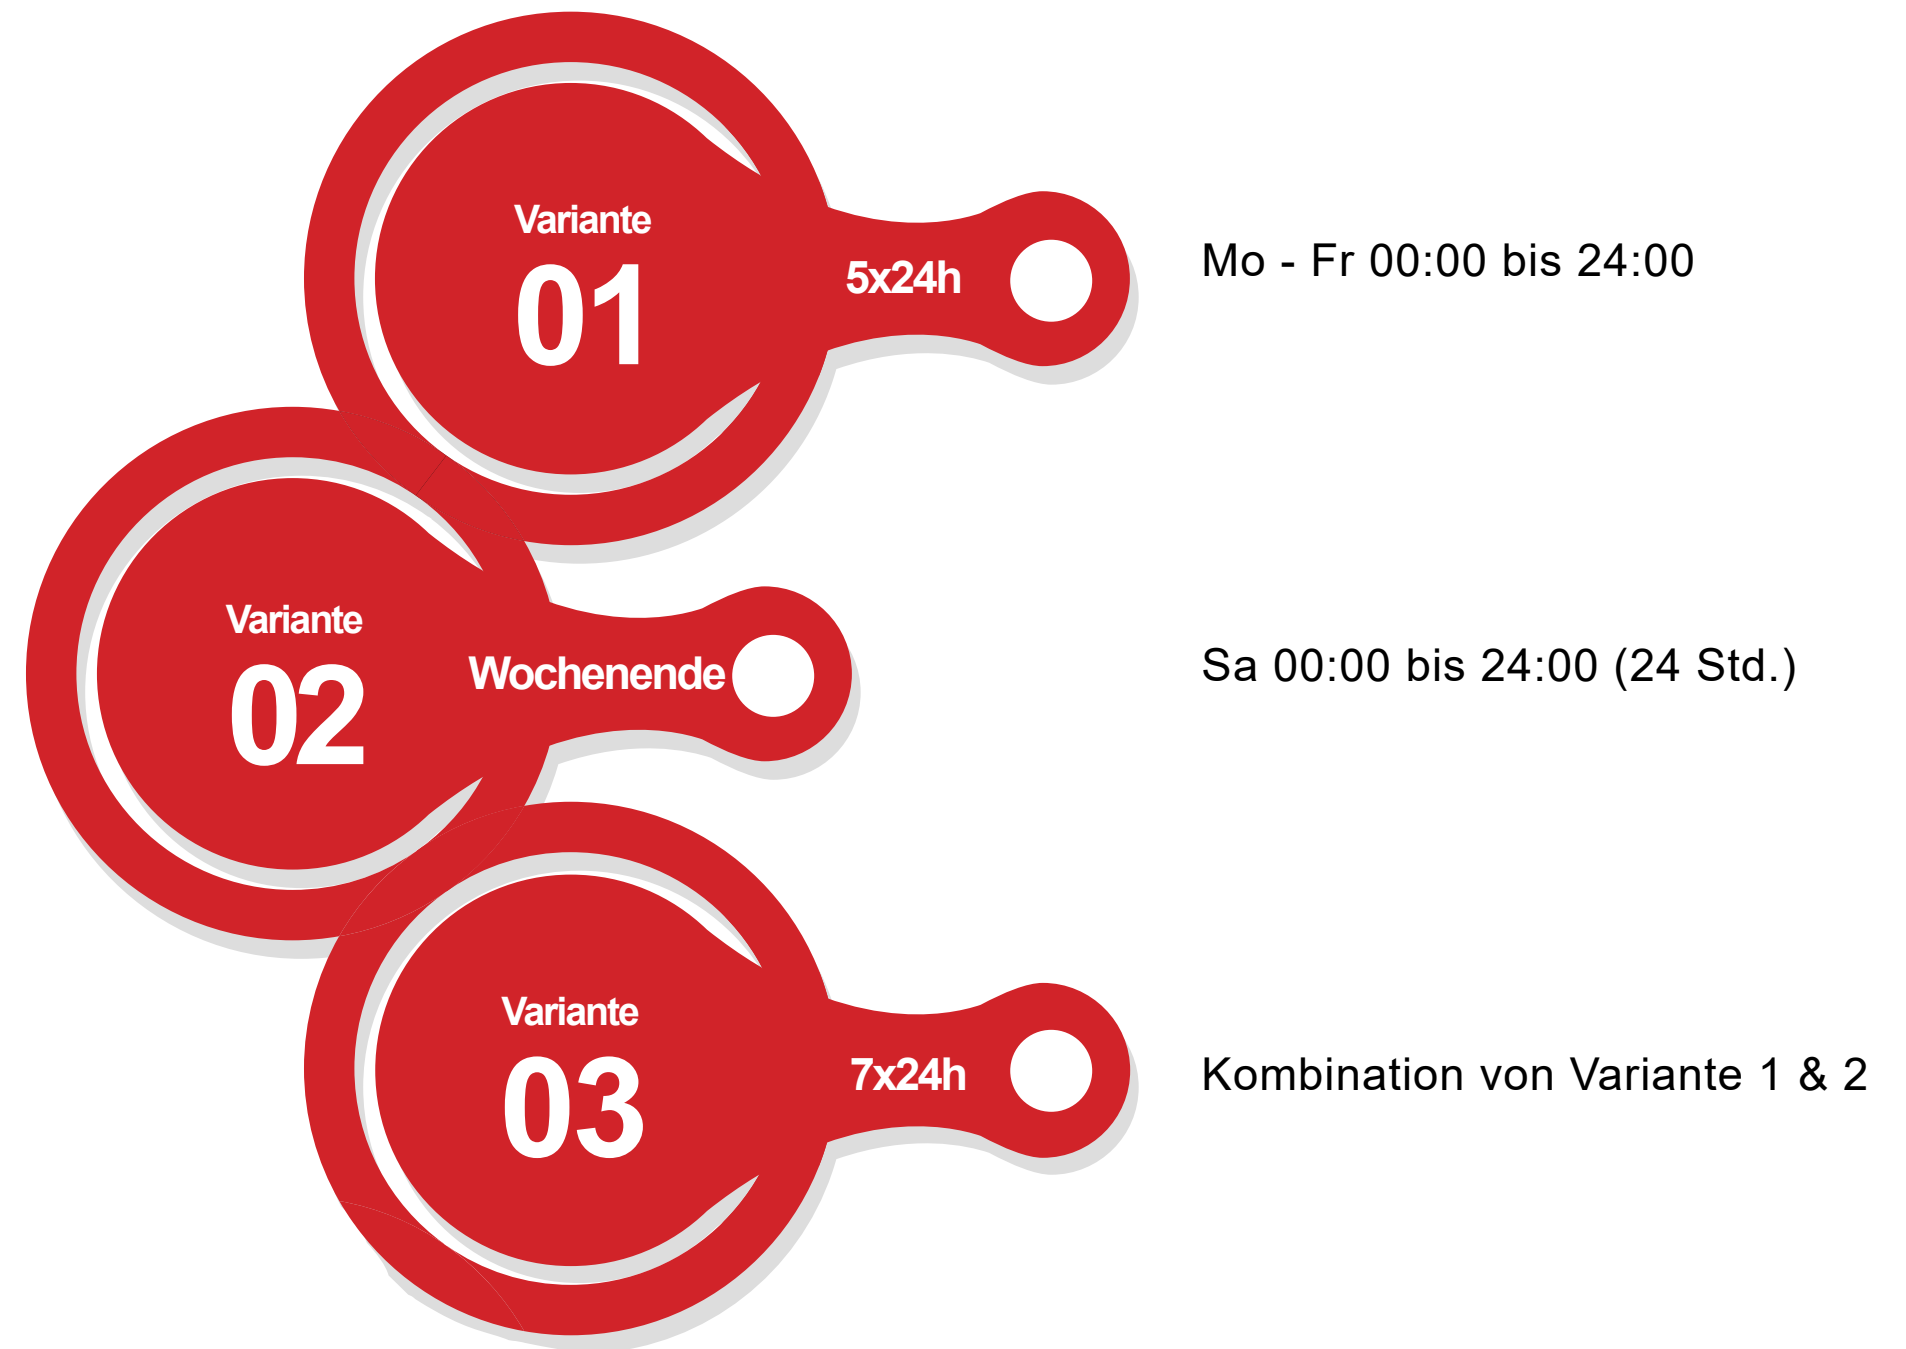 Variante
01
5x24h
Mo - Fr 00:00 bis 24:00
Variante
02
Wochenende
Sa 00:00 bis 24:00 (24 Std.)
Variante
03
7x24h
Kombination von Variante 1 & 2